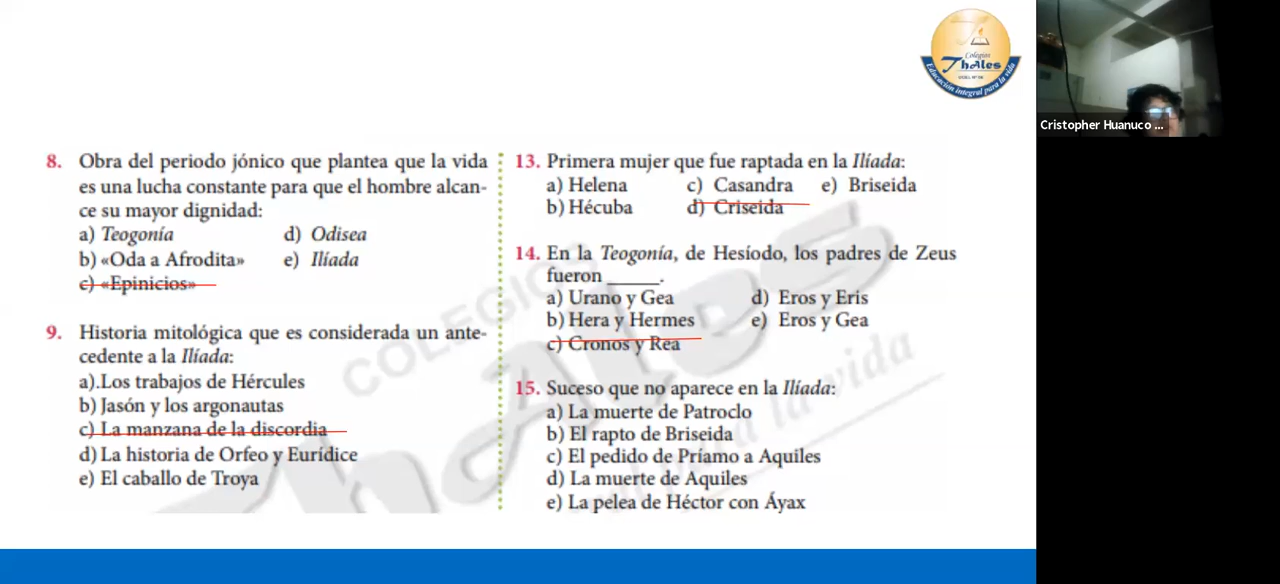 Colegios
Thales
Educación integral para la vida
Cristopher Huanuco ...
8. Obra del periodo jónico que plantea que la vida
es una lucha constante para que el hombre alcan-
ce su mayor dignidad:
a) Teogonía d) Odisea
b) «Oda a Afrodita» e) Ilíada
c) «Epinicios»
9. Historia mitológica que es considerada un ante-
cedente a la Ilíada:
a).Los trabajos de Hércules
b) Jasón y los argonautas
c) La manzana de la discordia
d) La historia de Orfeo y Eurídice
e) El caballo de Troya
13. Primera mujer que fue raptada en la Ilíada:
a) Helena c) Casandra e) Briseida
b) Hécuba d) Criseida
14. En la Teogonía, de Hesíodo, los padres de Zeus
fueron _____.
a) Urano y Gea d) Eros y Eris
b) Hera y Hermes e) Eros y Gea
c) Cronos y Rea
15. Suceso que no aparece en la Ilíada:
a) La muerte de Patroclo
b) El rapto de Briseida
c) El pedido de Príamo a Aquiles
d) La muerte de Aquiles
e) La pelea de Héctor con Áyax
COLEGIOS
Thales
para la vida